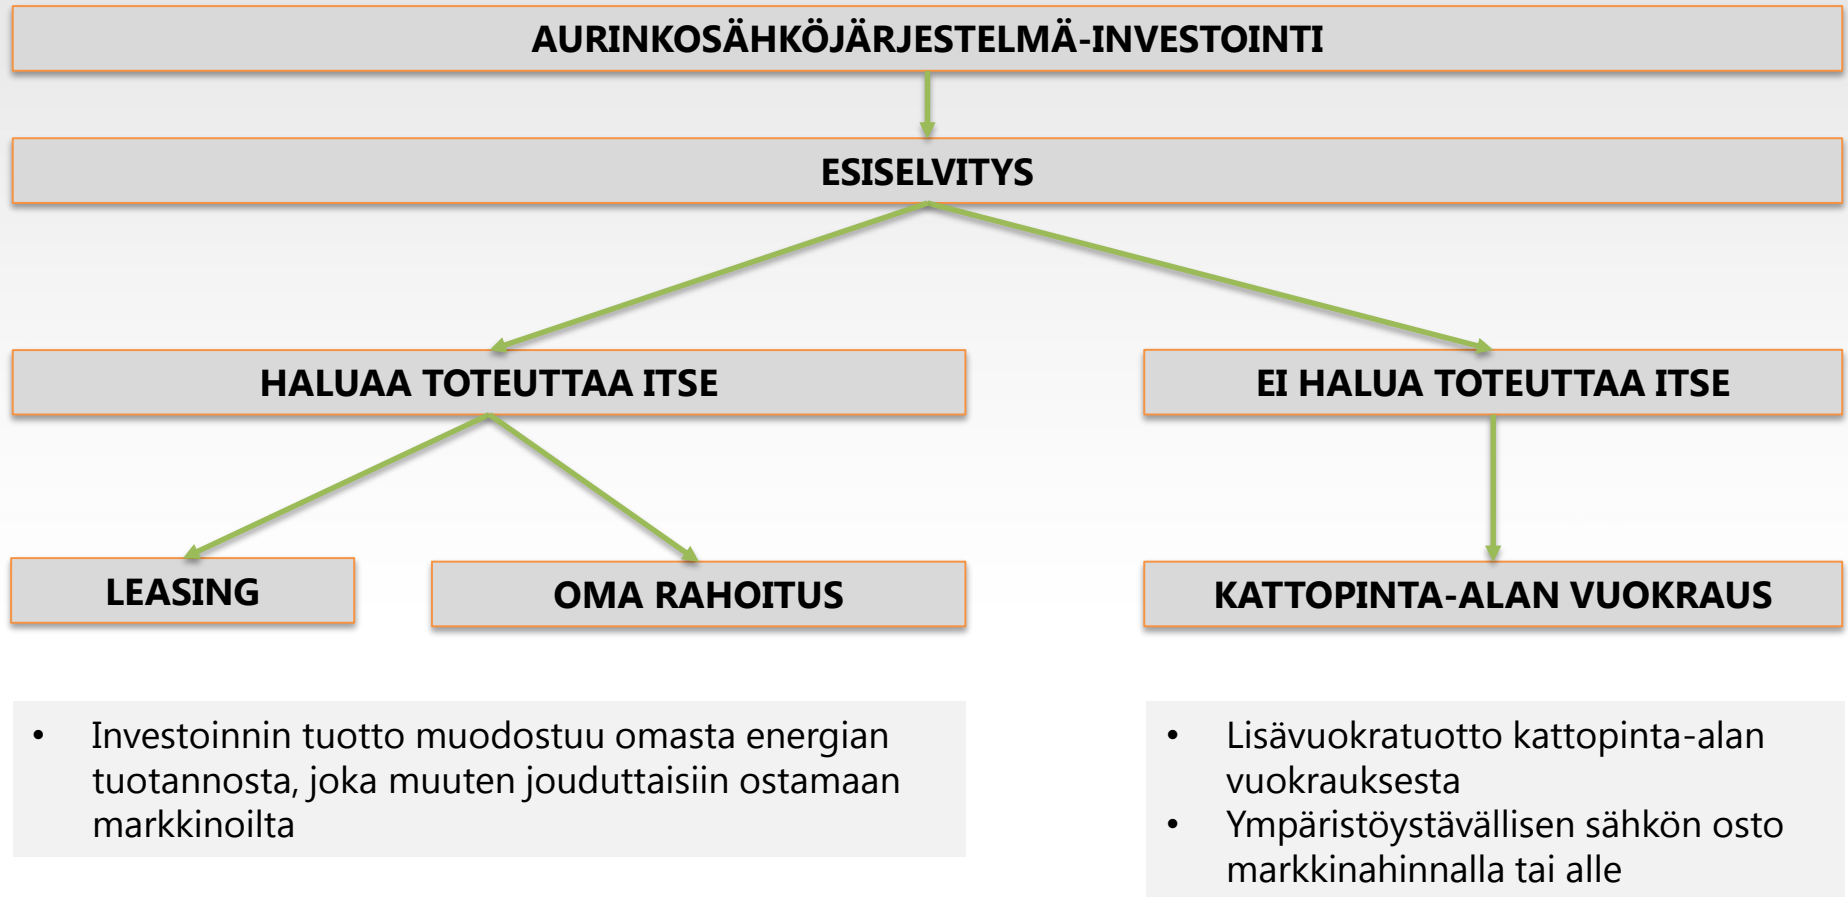 AURINKOSÄHKÖJÄRJESTELMÄ-INVESTOINTI
ESISELVITYS
HALUAA TOTEUTTAA ITSE
EI HALUA TOTEUTTAA ITSE
LEASING
OMA RAHOITUS
KATTOPINTA-ALAN VUOKRAUS
• Investoinnin tuotto muodostuu omasta energian
tuotannosta, joka muuten jouduttaisiin ostamaan
markkinoilta
• Lisävuokratuotto kattopinta-alan
vuokrauksesta
• Ympäristöystävällisen sähkön osto
markkinahinnalla tai alle